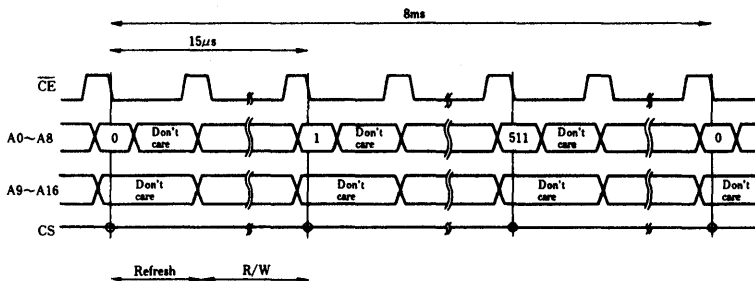 8ms
15μs
CE
A0~A8 0 Don't care 1 Don't care 511 Don't care 0
A9~A16 Don't care Don't care Don't care Don't care
CS
Refresh R/W